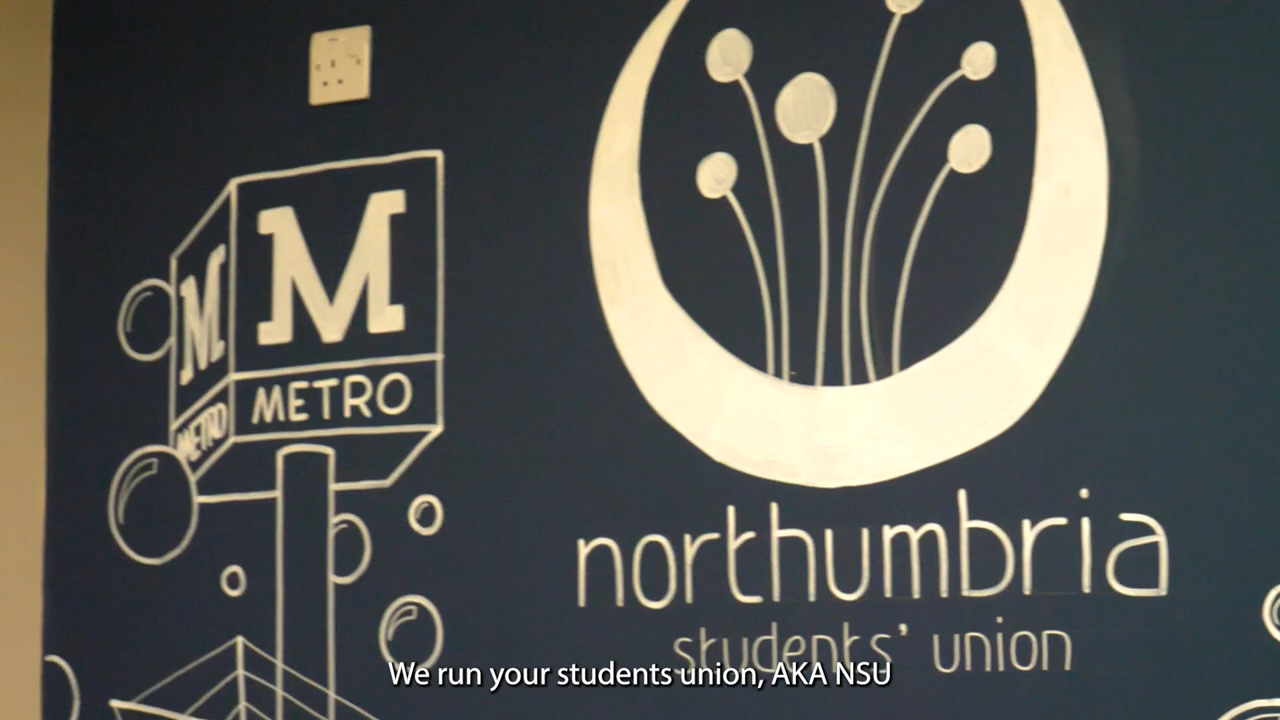 M
M
METRO
METRO
northumbria
students' union
We run your students union, AKA NSU